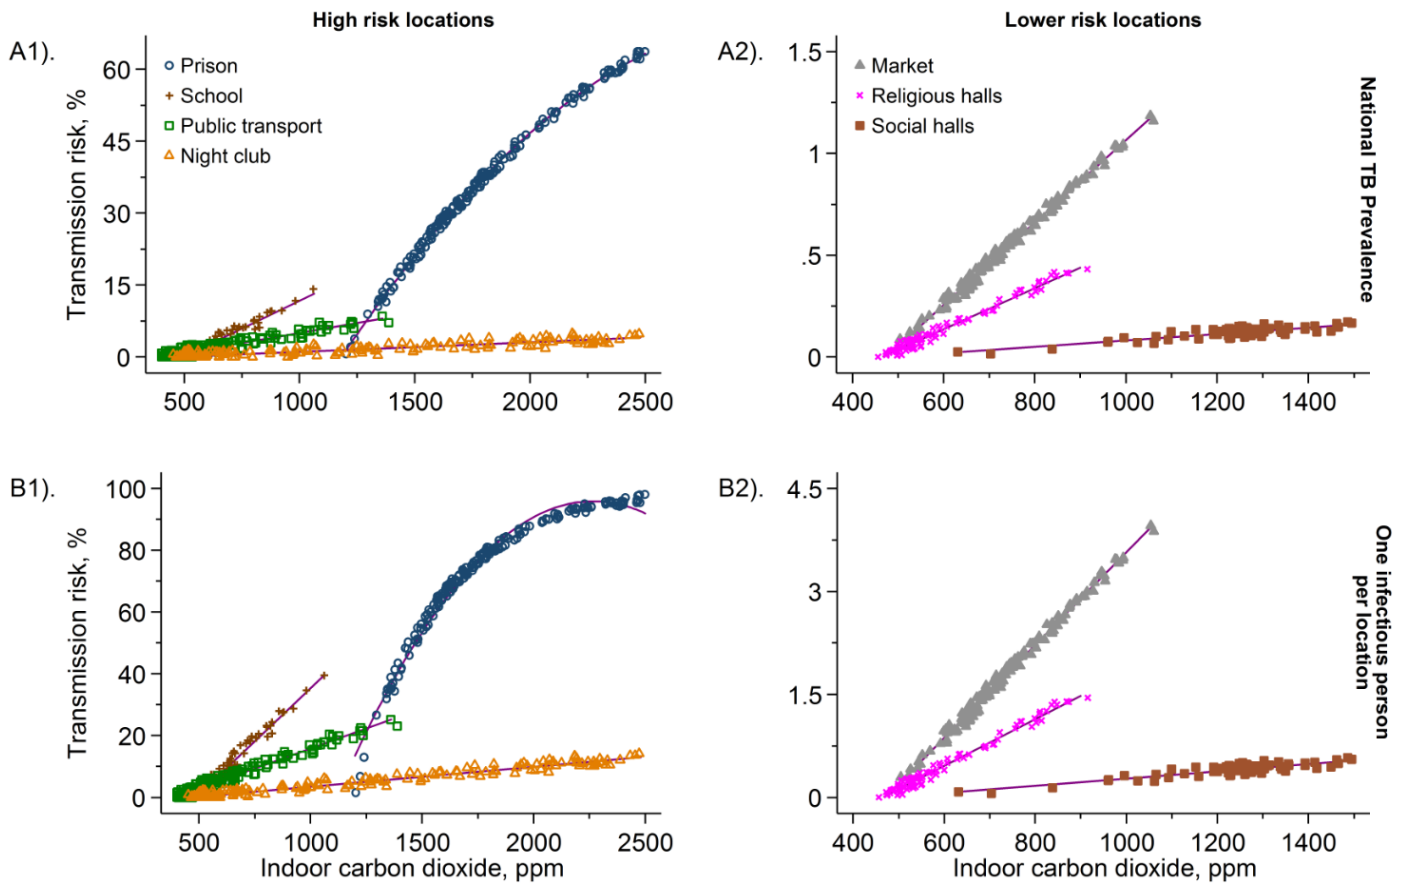 High risk locations
Lower risk locations
A1).
Transmission risk, %
60
45
30
15
0
Prison
School
Public transport
Night club
500
1000
1500
2000
2500
A2).
1.5
1
.5
0
Market
Religious halls
Social halls
400
600
800
1000
1200
1400
National TB Prevalence
B1).
Transmission risk, %
100
80
60
40
20
0
500
1000
1500
2000
2500
Indoor carbon dioxide, ppm
B2).
4.5
3
1.5
0
400
600
800
1000
1200
1400
Indoor carbon dioxide, ppm
One infectious person
per location